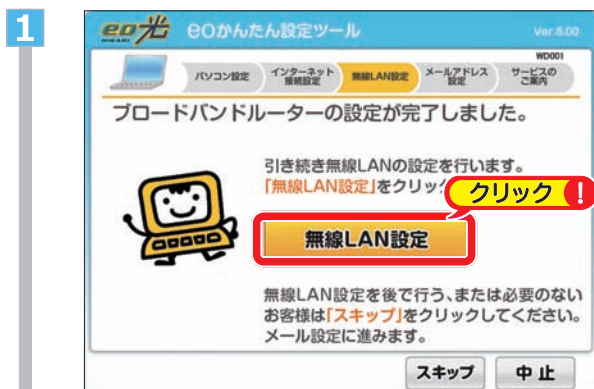 1
eo光 eoかんたん設定ツール Ver.6.00
WD001
パソコン設定 インターネット接続設定 無線LAN設定 メールアドレス設定 サービスのご案内
ブロードバンドルーターの設定が完了しました。
引き続き無線LANの設定を行います。
「無線LAN設定」をクリッ
クリック!
無線LAN設定
無線LAN設定を後で行う、または必要のない
お客様は「スキップ」をクリックしてください。
メール設定に進みます。
スキップ 中止